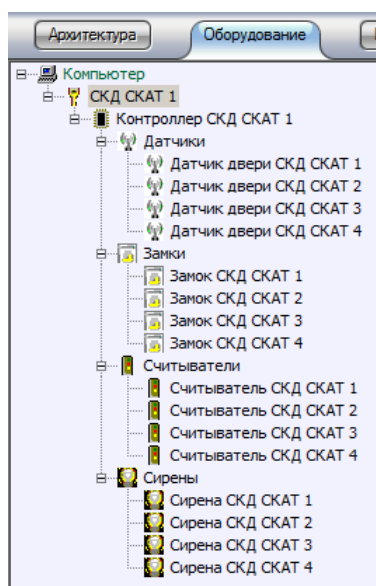 Архитектура Оборудование
Компьютер
СКД СКАТ 1
Контроллер СКД СКАТ 1
Датчики
Датчик двери СКД СКАТ 1
Датчик двери СКД СКАТ 2
Датчик двери СКД СКАТ 3
Датчик двери СКД СКАТ 4
Замки
Замок СКД СКАТ 1
Замок СКД СКАТ 2
Замок СКД СКАТ 3
Замок СКД СКАТ 4
Считыватели
Считыватель СКД СКАТ 1
Считыватель СКД СКАТ 2
Считыватель СКД СКАТ 3
Считыватель СКД СКАТ 4
Сирены
Сирена СКД СКАТ 1
Сирена СКД СКАТ 2
Сирена СКД СКАТ 3
Сирена СКД СКАТ 4